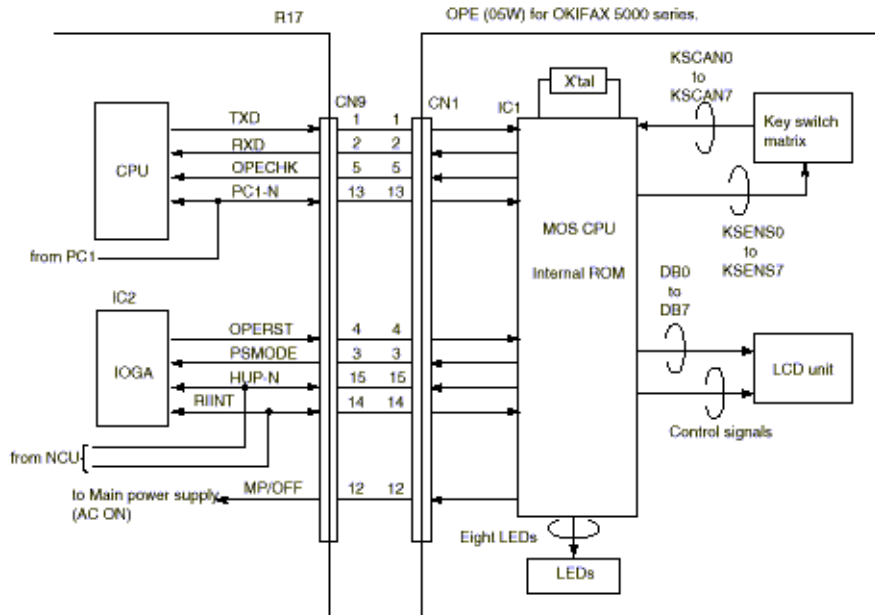 R17
OPE (05W) for OKIFAX 5000 series.
CN9
CN1
IC1
X'tal
KSCAN0
to
KSCAN7
Key switch
matrix
CPU
TXD 1 1
RXD 2 2
OPECHK 5 5
PC1-N 13 13
from PC1
MOS CPU
Internal ROM
KSENS0
to
KSENS7
DB0
to
DB7
IC2
IOGA
OPERST 4 4
PSMODE 3 3
HUP-N 15 15
RIINT 14 14
LCD unit
Control signals
from NCU
to Main power supply
(AC ON)
MP/OFF 12 12
Eight LEDs
LEDs